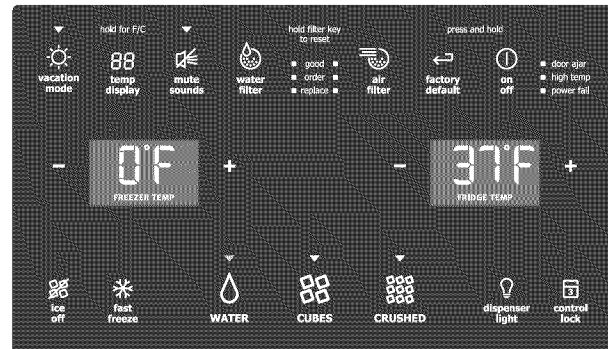 hold for F/C
hold filter key
to reset
press and hold
vacation
mode
88
temp
display
mute
sounds
water
filter
good
order
replace
air
filter
factory
default
on
off
door ajar
high temp
power fail
- 0°F +
FREEZER TEMP
- 37°F +
FRIDGE TEMP
ice
off
fast
freeze
WATER
CUBES
CRUSHED
dispenser
light
3
control
lock